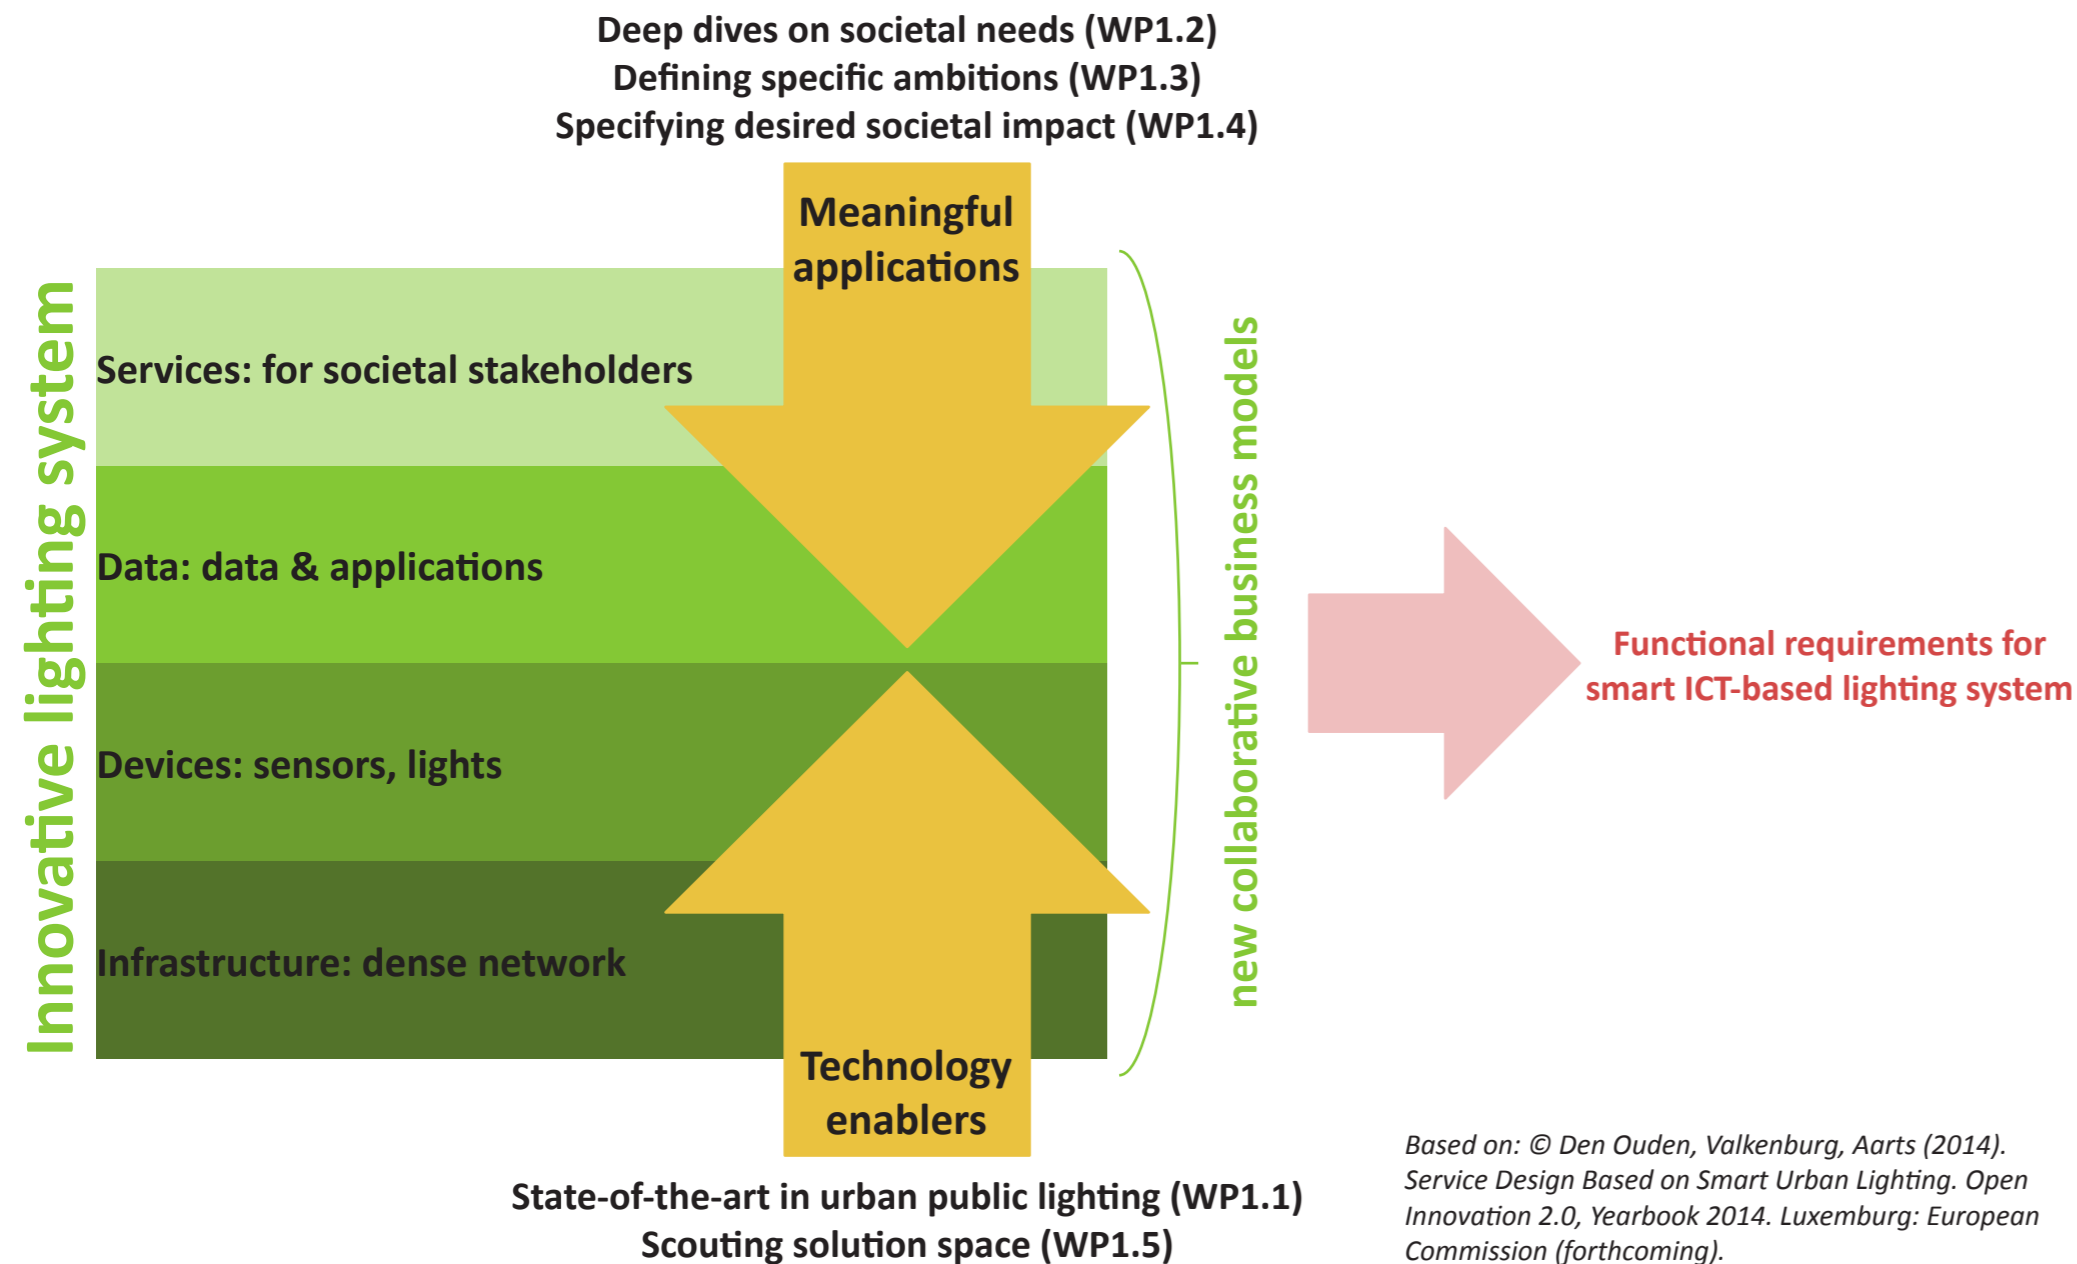 Deep dives on societal needs (WP1.2)
Defining specific ambitions (WP1.3)
Specifying desired societal impact (WP1.4)
Meaningful
applications
Innovative lighting system
Services: for societal stakeholders
Data: data & applications
Devices: sensors, lights
Infrastructure: dense network
new collaborative business models
Functional requirements for
smart ICT-based lighting system
Technology
enablers
State-of-the-art in urban public lighting (WP1.1)
Scouting solution space (WP1.5)
Based on: © Den Ouden, Valkenburg, Aarts (2014).
Service Design Based on Smart Urban Lighting. Open
Innovation 2.0, Yearbook 2014. Luxemburg: European
Commission (forthcoming).